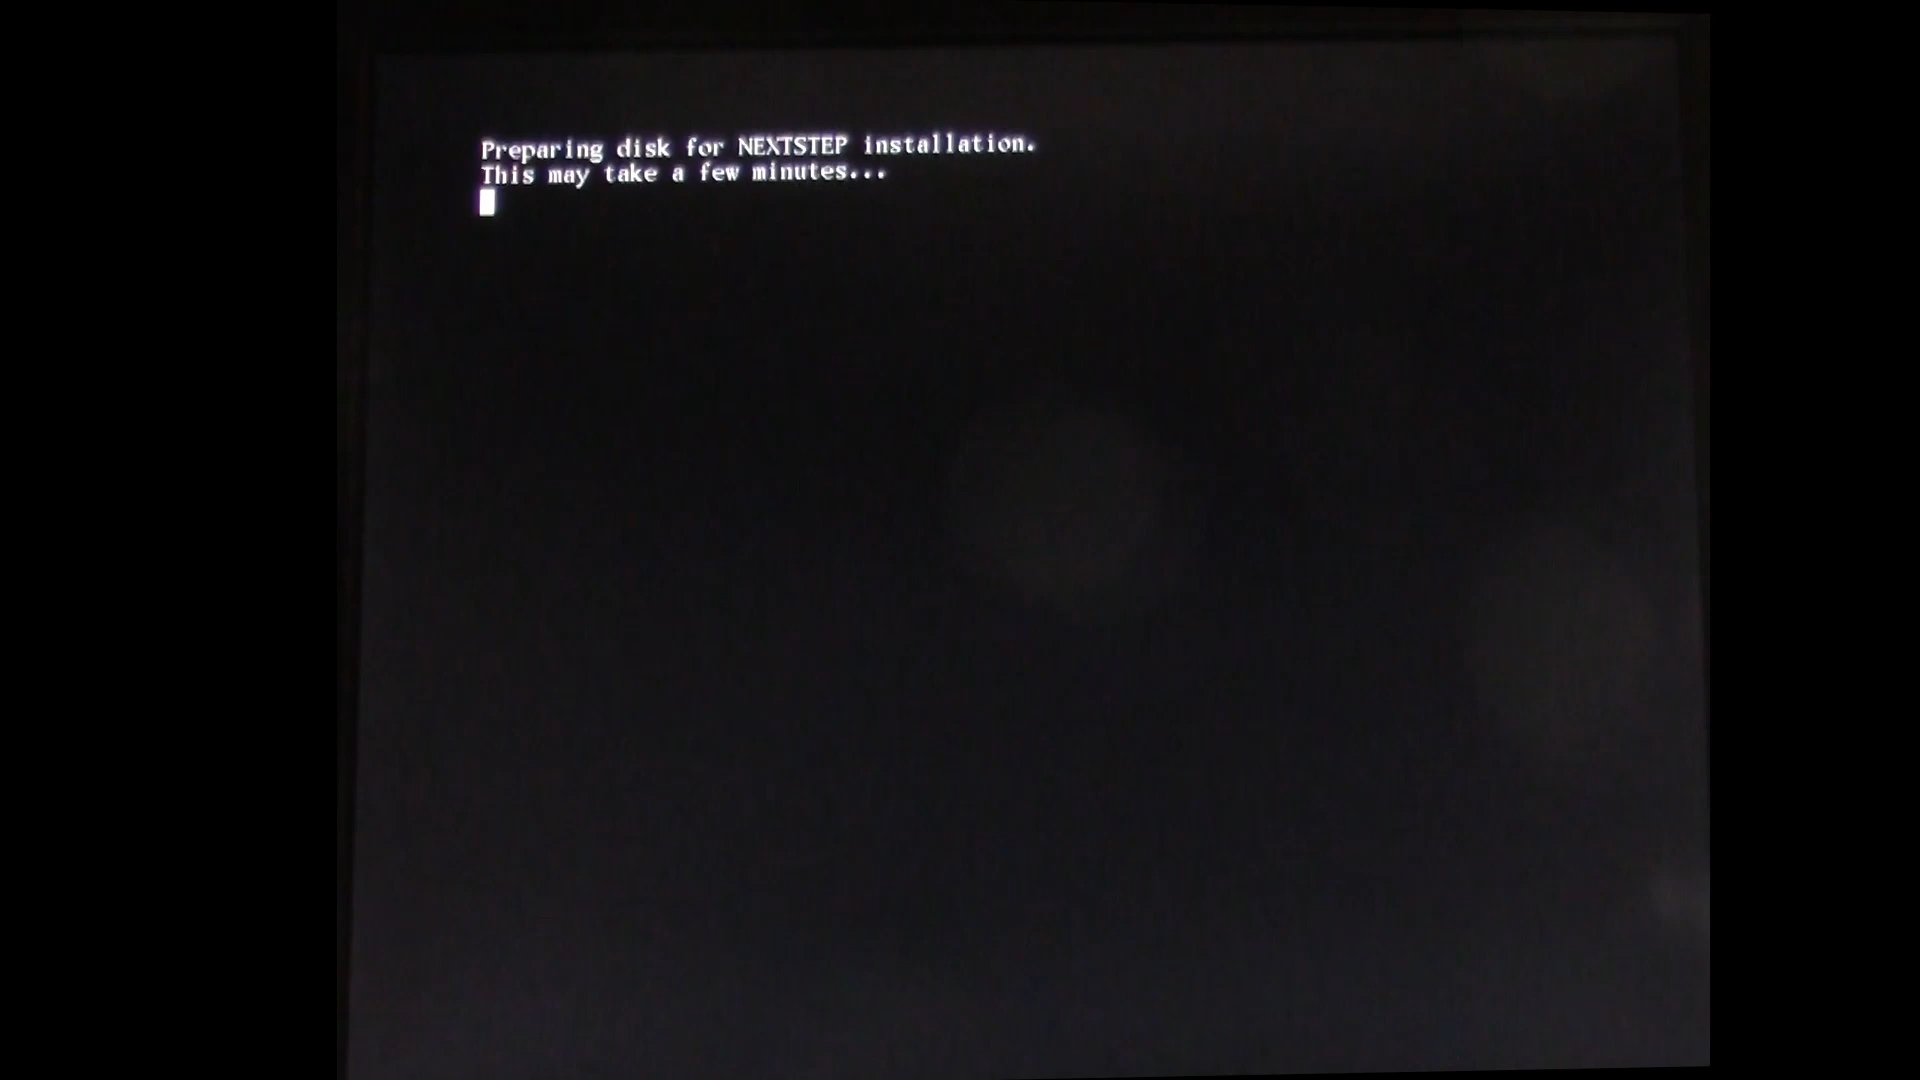 Preparing disk for NEXTSTEP installation.
This may take a few minutes...